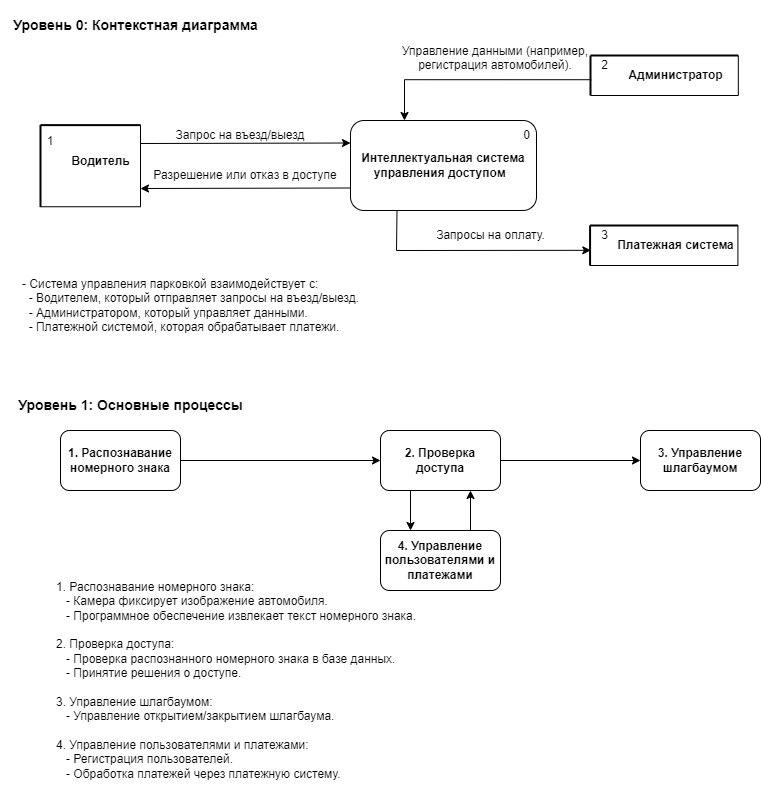 Уровень 0: Контекстная диаграмма
Управление данными (например,
регистрация автомобилей).
2
Администратор
1
Водитель
Запрос на въезд/выезд
Разрешение или отказ в доступе
0
Интеллектуальная система
управления доступом
Запросы на оплату.
3
Платежная система
- Система управления парковкой взаимодействует с:
- Водителем, который отправляет запросы на въезд/выезд.
- Администратором, который управляет данными.
- Платежной системой, которая обрабатывает платежи.
Уровень 1: Основные процессы
1. Распознавание
номерного знака
2. Проверка
доступа
3. Управление
шлагбаумом
4. Управление
пользователями и
платежами
1. Распознавание номерного знака:
- Камера фиксирует изображение автомобиля.
- Программное обеспечение извлекает текст номерного знака.
2. Проверка доступа:
- Проверка распознанного номерного знака в базе данных.
- Принятие решения о доступе.
3. Управление шлагбаумом:
- Управление открытием/закрытием шлагбаума.
4. Управление пользователями и платежами:
- Регистрация пользователей.
- Обработка платежей через платежную систему.